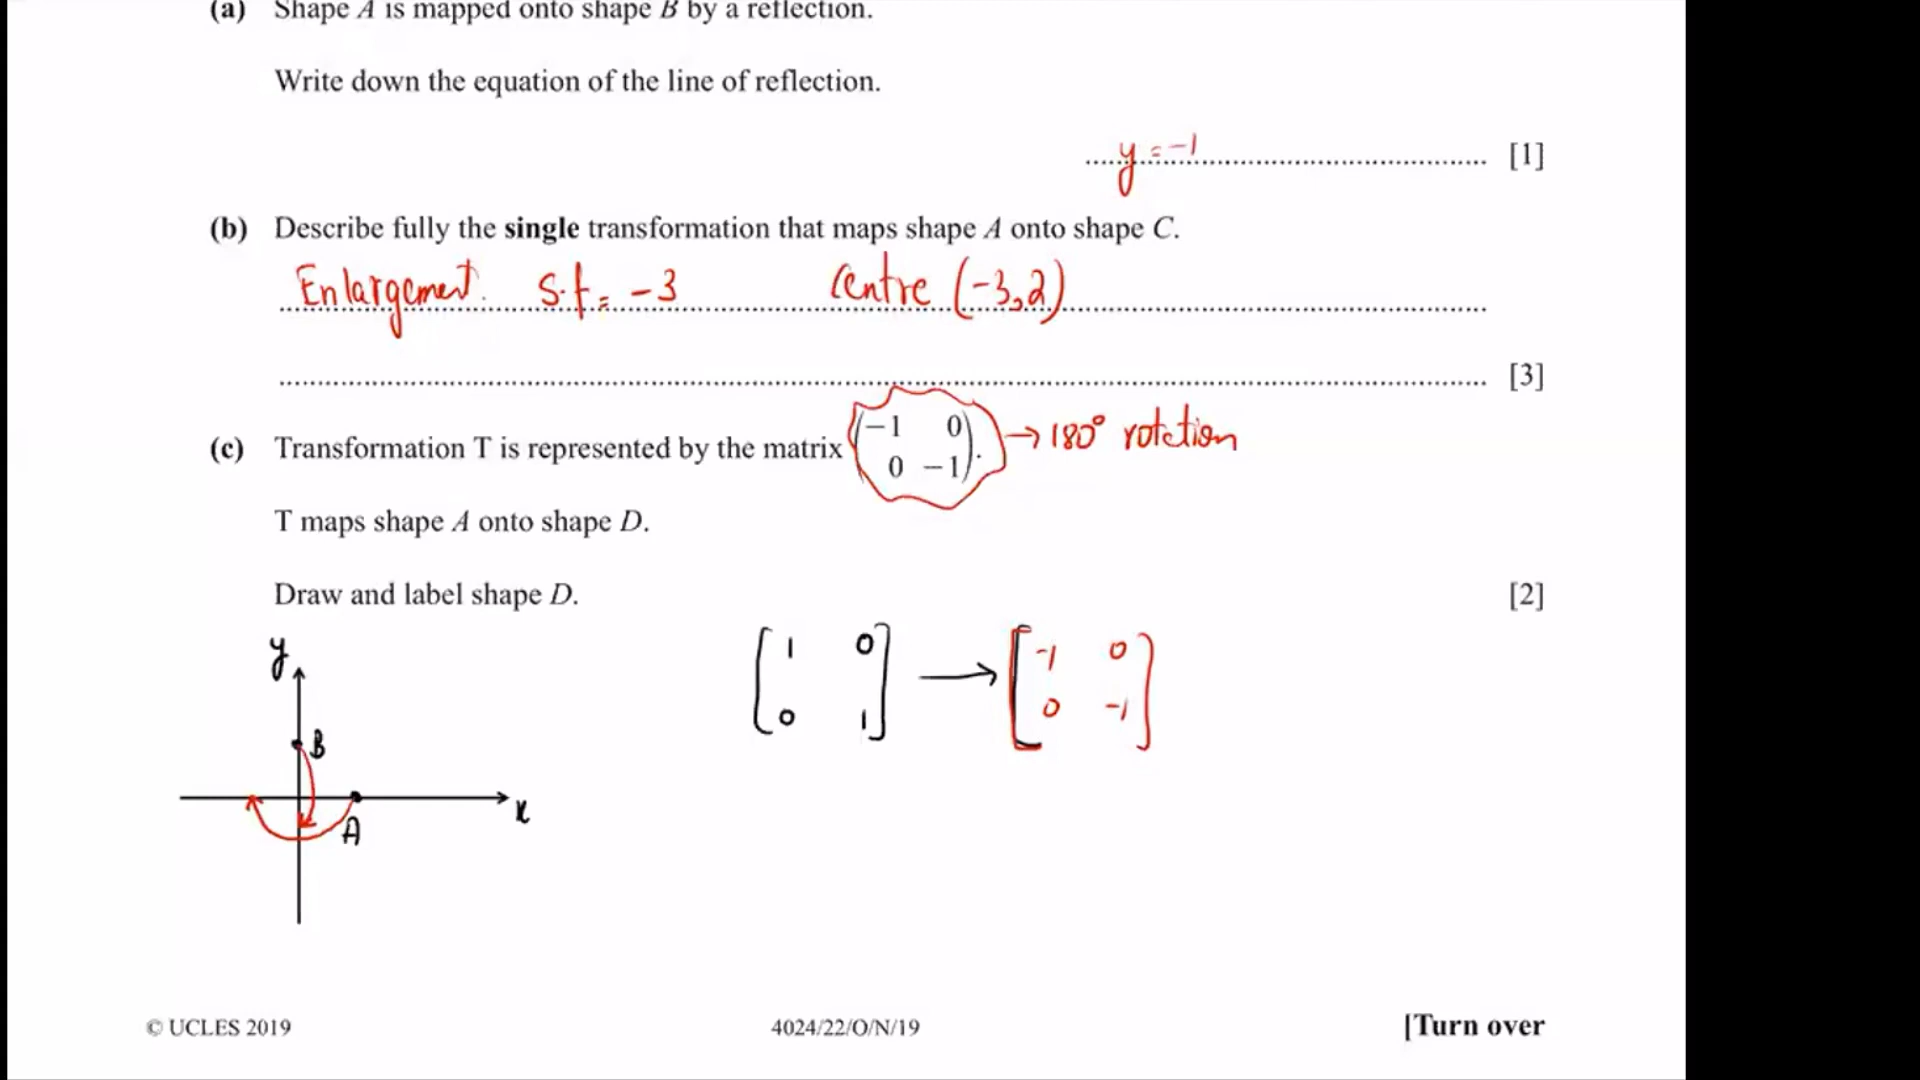 (a) Shape A is mapped onto shape B by a reflection.
Write down the equation of the line of reflection.
y = -1 [1]
(b) Describe fully the single transformation that maps shape A onto shape C.
Enlargement. s.f = -3 Centre (-3,2)
[3]
(c) Transformation T is represented by the matrix (-1 0
0 -1). → 180° rotation
T maps shape A onto shape D.
Draw and label shape D. [2]
y
[1 0 → [-1 0
0 1] 0 -1]
B
x
A
© UCLES 2019 4024/22/O/N/19 [Turn over